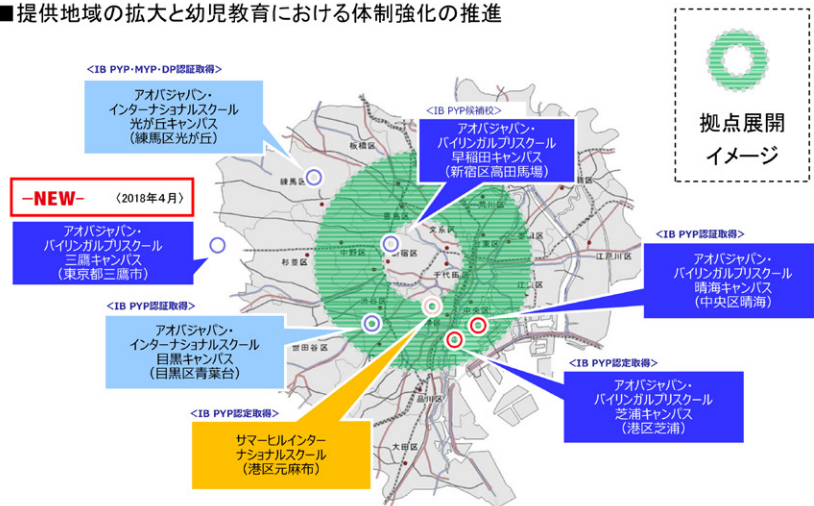 ■提供地域の拡大と幼児教育における体制強化の推進
拠点展開
イメージ
<IB PYP・MYP・DP認証取得>
アオバジャパン・
インターナショナルスクール
光が丘キャンパス
(練馬区光が丘)
<IB PYP候補校>
アオバジャパン・
バイリンガルプリスクール
早稲田キャンパス
(新宿区高田馬場)
–NEW– 〈2018年4月〉
アオバジャパン・
バイリンガルプリスクール
三鷹キャンパス
(東京都三鷹市)
<IB PYP認証取得>
アオバジャパン・
バイリンガルプリスクール
晴海キャンパス
(中央区晴海)
<IB PYP認証取得>
アオバジャパン・
インターナショナルスクール
目黒キャンパス
(目黒区青葉台)
<IB PYP認定取得>
アオバジャパン・
バイリンガルプリスクール
芝浦キャンパス
(港区芝浦)
<IB PYP認定取得>
サマーヒルインター
ナショナルスクール
(港区元麻布)
板橋区
練馬区
豊島区
文京区
台東区
荒川区
中野区
杉並区
新宿区
千代田区
江戸川区
渋谷区
中央区
世田谷区
品川区
大田区